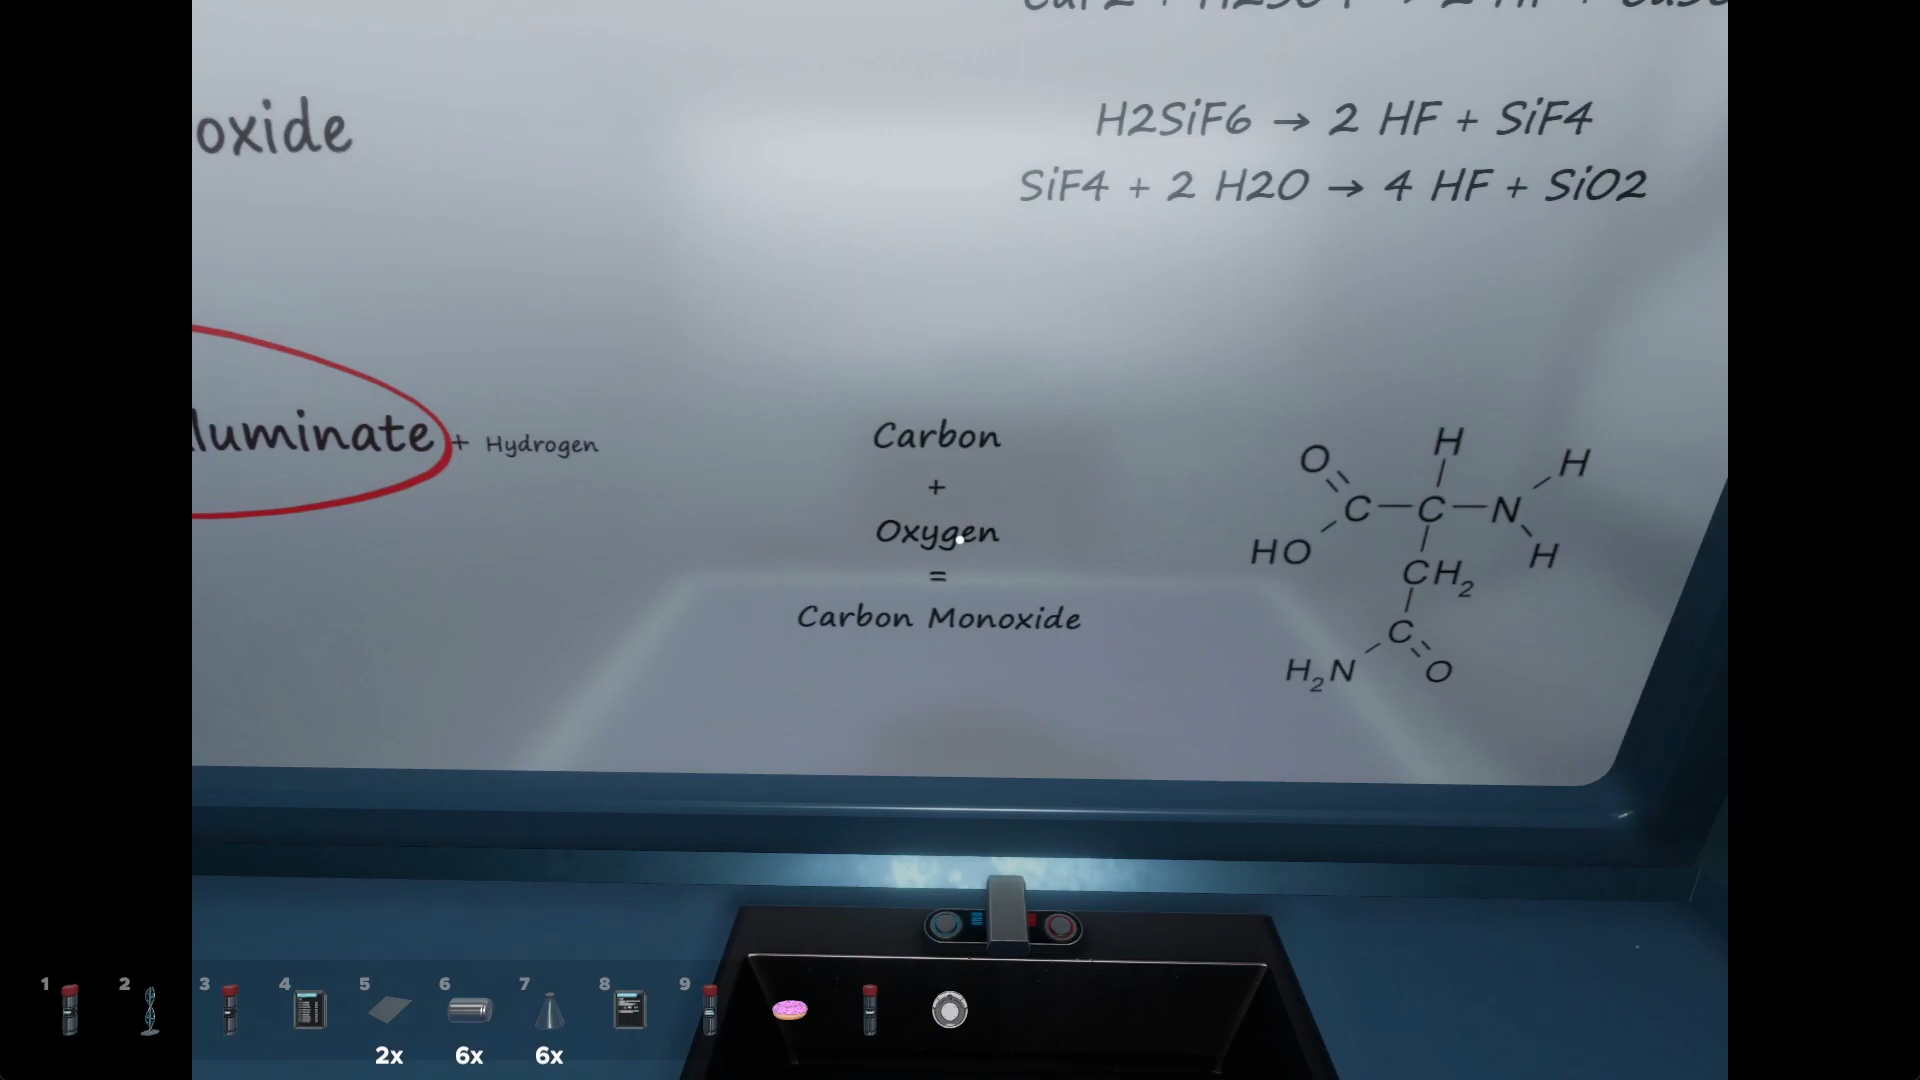 oxide
H2SiF6 → 2 HF + SiF4
SiF4 + 2 H2O → 4 HF + SiO2
luminate + Hydrogen
Carbon
+
Oxygen
=
Carbon Monoxide
H
O H
C — C — N
HO H
CH2
C
H2N O
1 2 3 4 5 6 7 8 9
2x 6x 6x